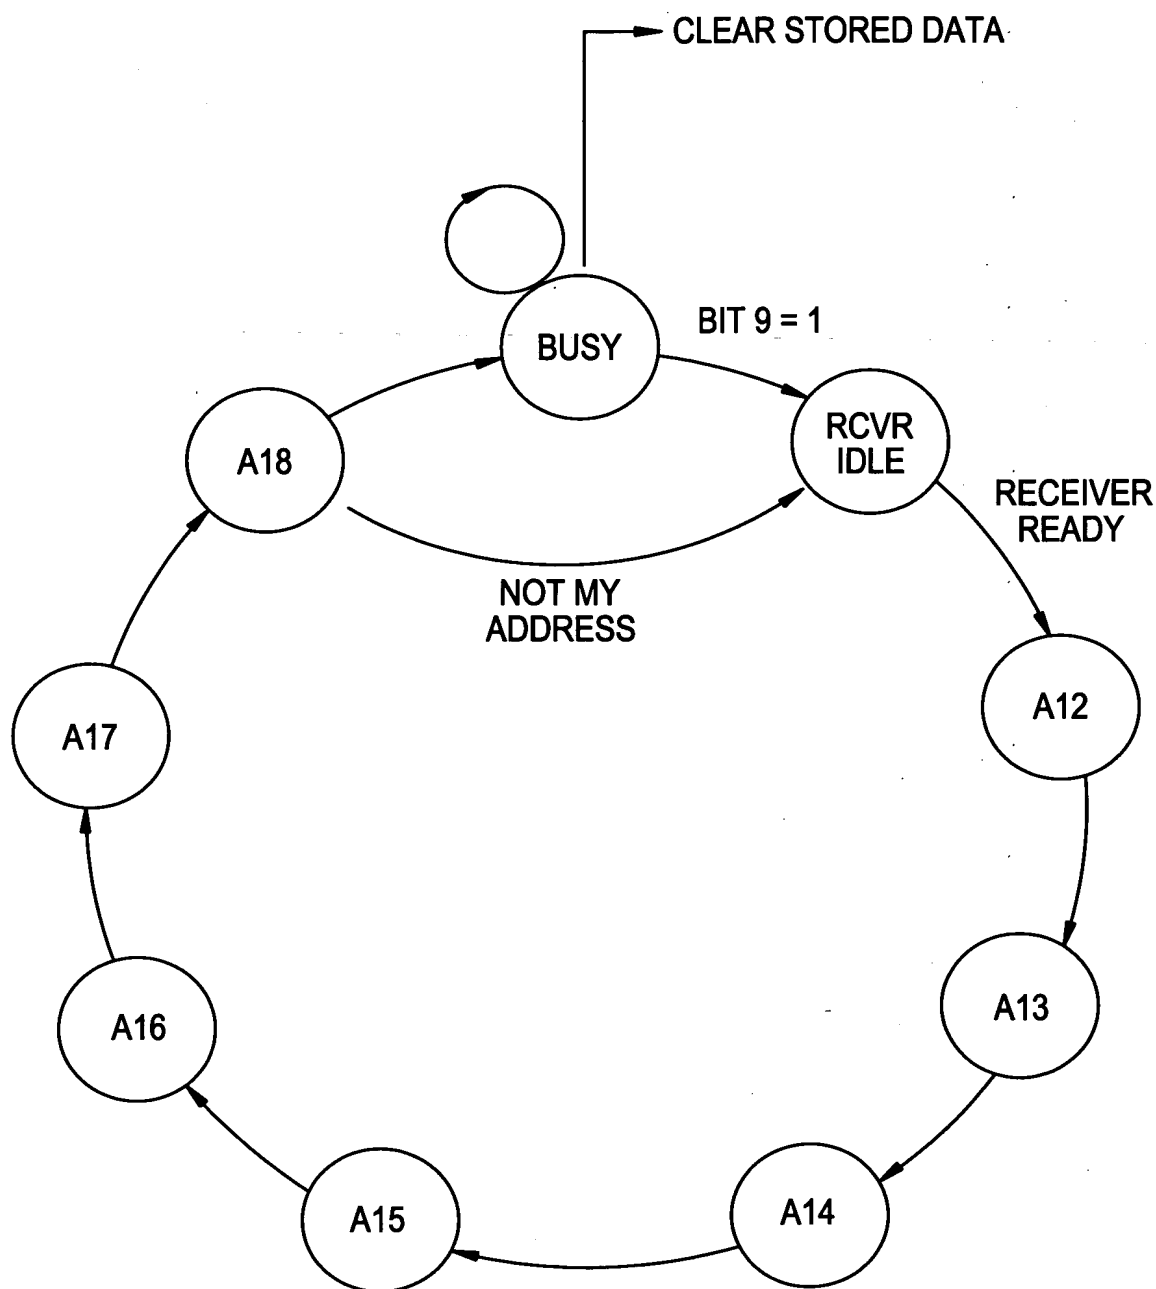 CLEAR STORED DATA
BIT 9 = 1
BUSY
RCVR
IDLE
A18
RECEIVER
READY
NOT MY
ADDRESS
A12
A17
A13
A16
A14
A15